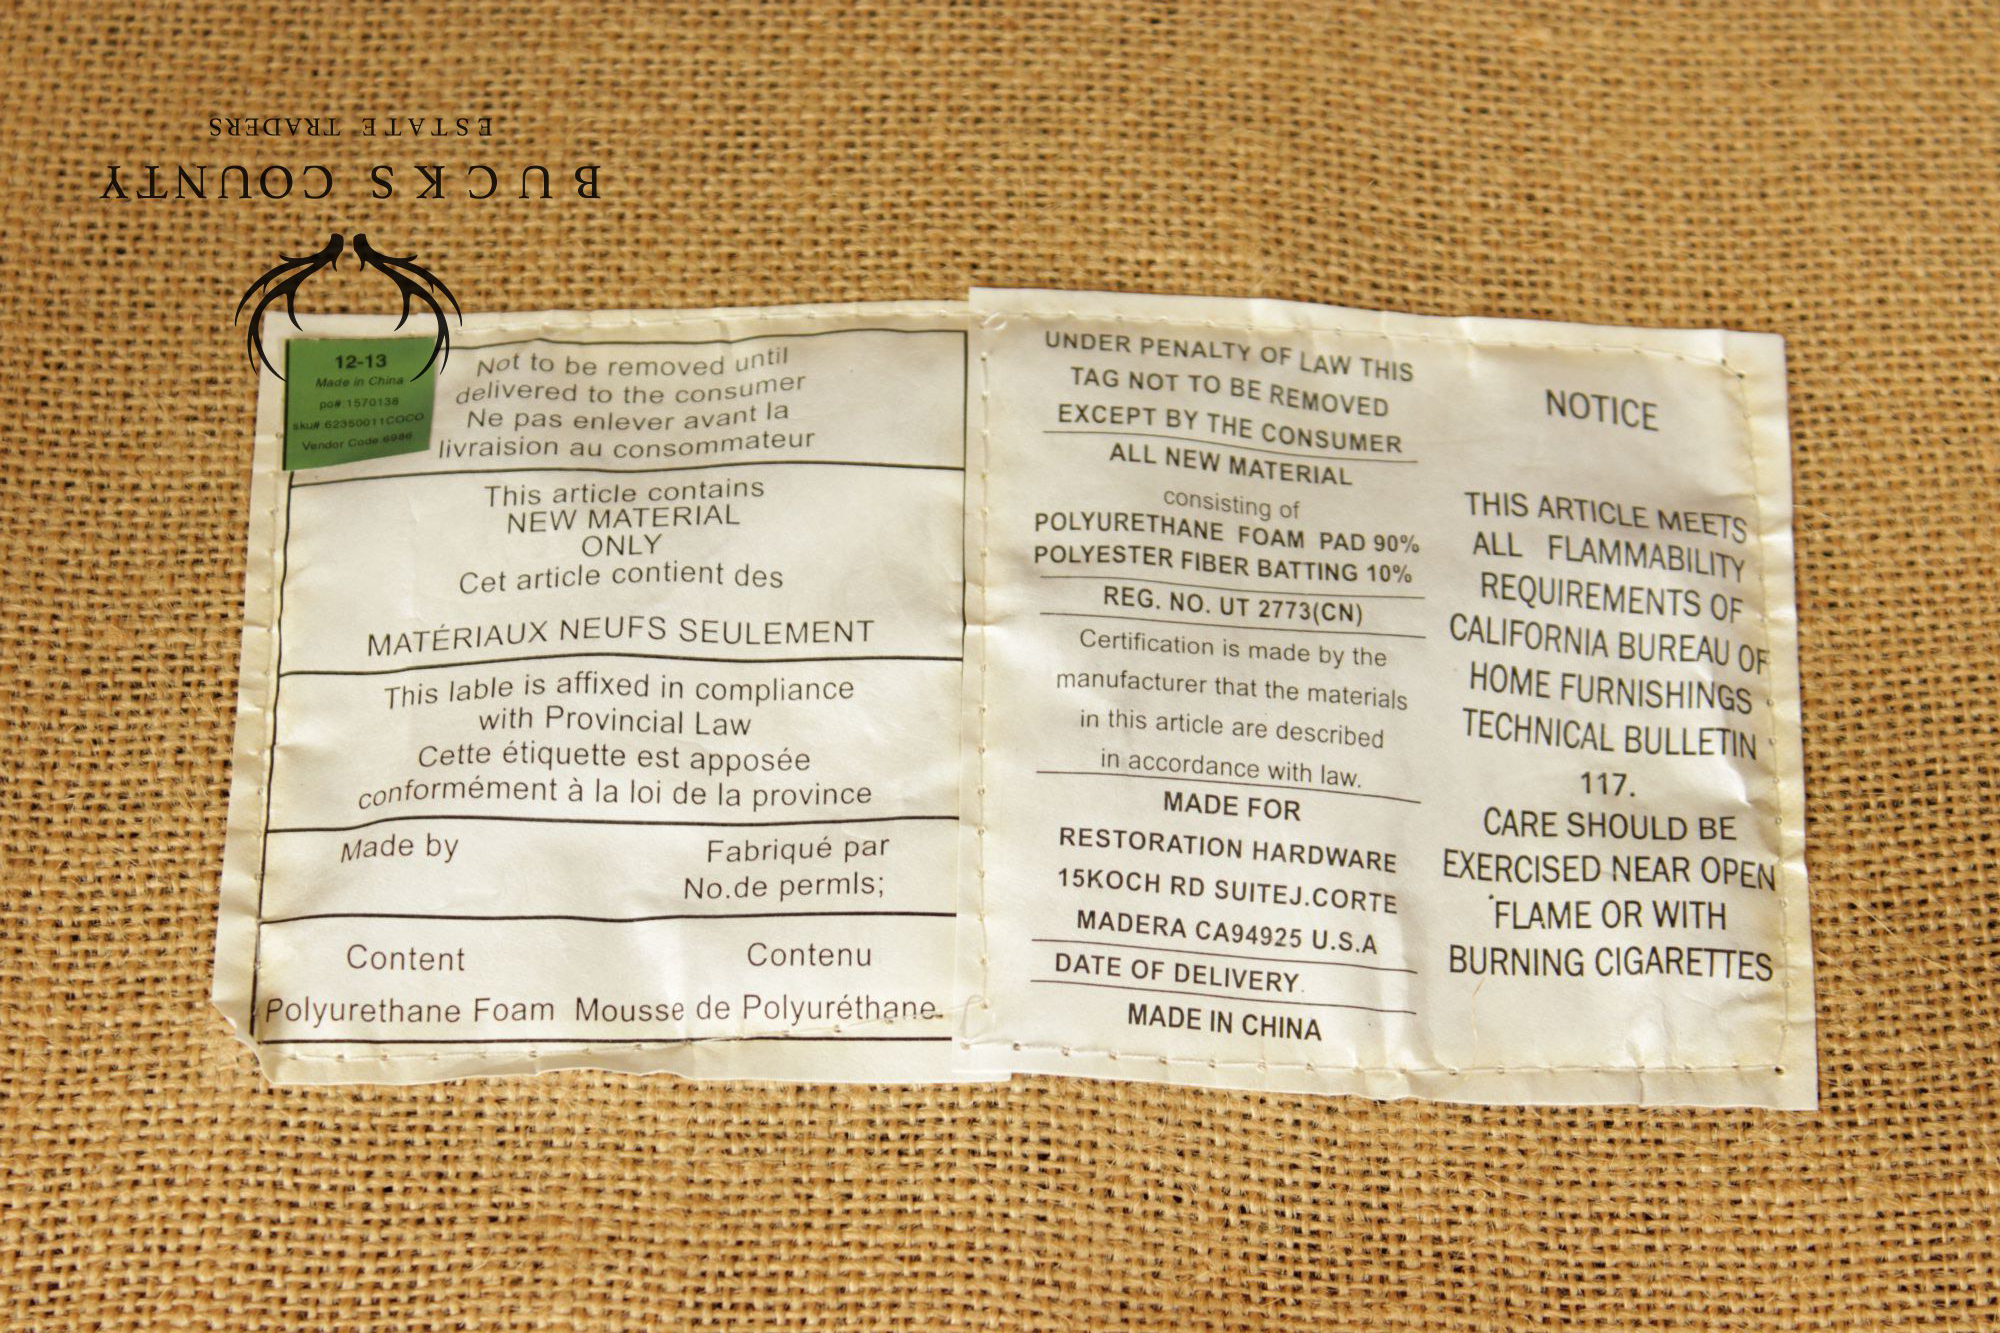 BUCKS COUNTY
ESTATE TRADERS
12-13
Made in China
po#:1570138
sku# 62350011COCO
Vendor Code 6986
Not to be removed until
delivered to the consumer
Ne pas enlever avant la
livraision au consommateur
This article contains
NEW MATERIAL
ONLY
Cet article contient des
MATÉRIAUX NEUFS SEULEMENT
This lable is affixed in compliance
with Provincial Law
Cette étiquette est apposée
conformément à la loi de la province
Made by Fabriqué par
No.de permls;
Content Contenu
Polyurethane Foam Mousse de Polyuréthane
UNDER PENALTY OF LAW THIS
TAG NOT TO BE REMOVED
EXCEPT BY THE CONSUMER
ALL NEW MATERIAL
consisting of
POLYURETHANE FOAM PAD 90%
POLYESTER FIBER BATTING 10%
REG. NO. UT 2773(CN)
Certification is made by the
manufacturer that the materials
in this article are described
in accordance with law.
MADE FOR
RESTORATION HARDWARE
15KOCH RD SUITEJ.CORTE
MADERA CA94925 U.S.A
DATE OF DELIVERY
MADE IN CHINA
NOTICE
THIS ARTICLE MEETS
ALL FLAMMABILITY
REQUIREMENTS OF
CALIFORNIA BUREAU OF
HOME FURNISHINGS
TECHNICAL BULLETIN
117.
CARE SHOULD BE
EXERCISED NEAR OPEN
FLAME OR WITH
BURNING CIGARETTES